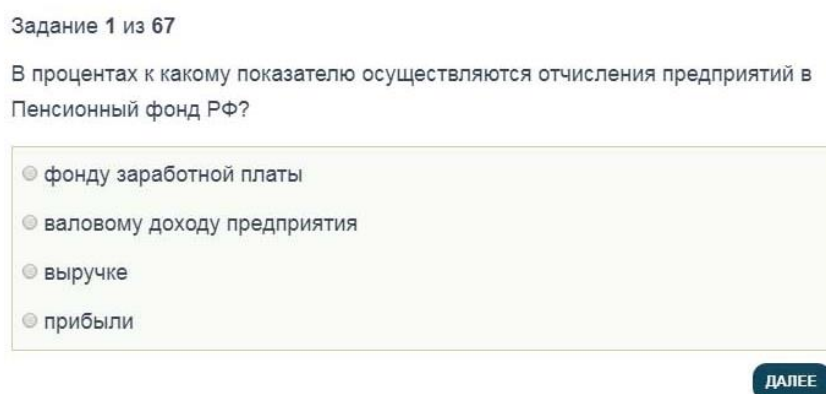 Задание 1 из 67
В процентах к какому показателю осуществляются отчисления предприятий в
Пенсионный фонд РФ?
фонду заработной платы
валовому доходу предприятия
выручке
прибыли
ДАЛЕЕ